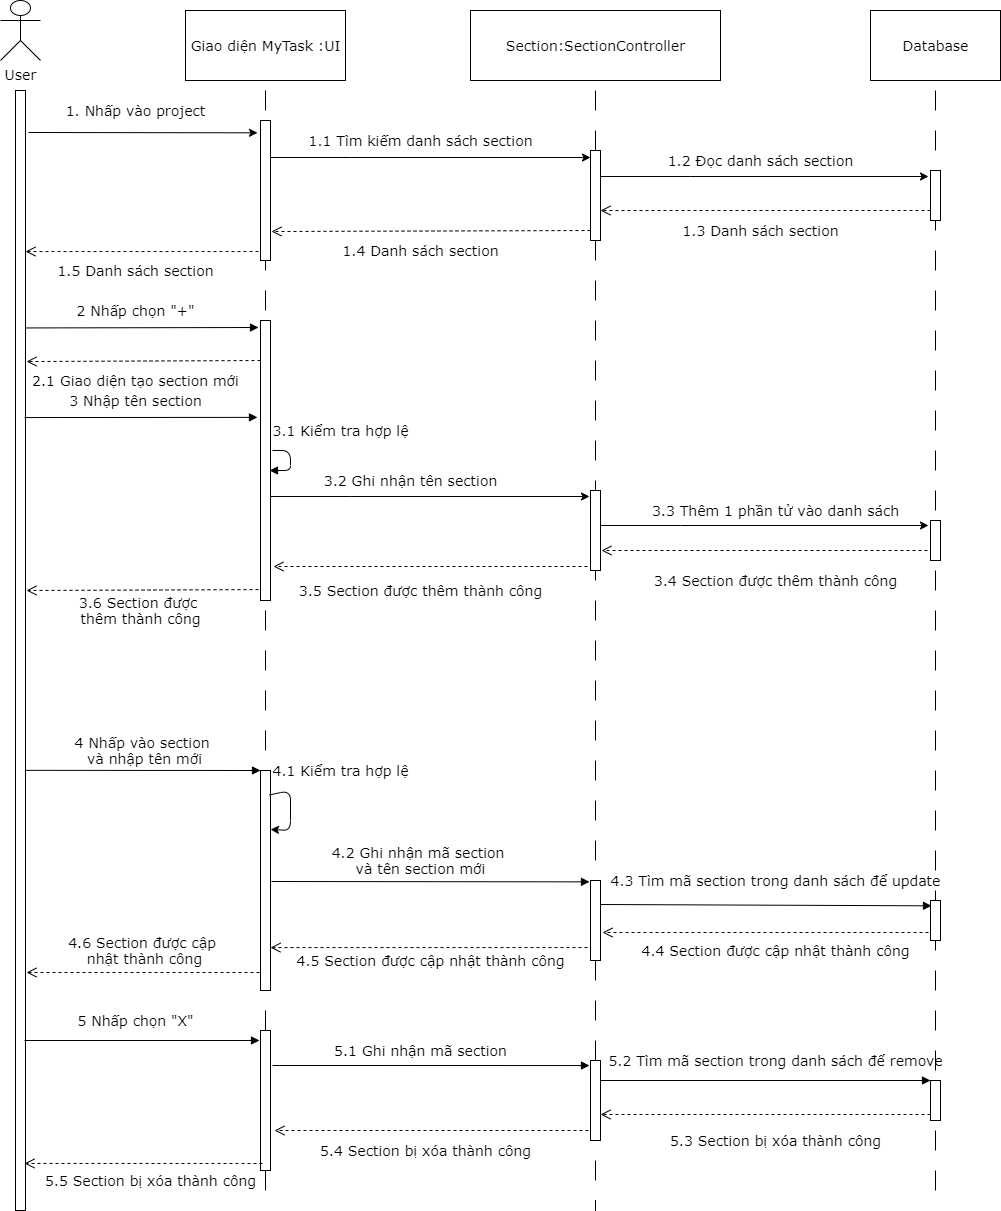 User
Giao diện MyTask :UI
Section:SectionController
Database
1. Nhấp vào project
1.1 Tìm kiếm danh sách section
1.2 Đọc danh sách section
1.3 Danh sách section
1.4 Danh sách section
1.5 Danh sách section
2 Nhấp chọn "+"
2.1 Giao diện tạo section mới
3 Nhập tên section
3.1 Kiểm tra hợp lệ
3.2 Ghi nhận tên section
3.3 Thêm 1 phần tử vào danh sách
3.4 Section được thêm thành công
3.5 Section được thêm thành công
3.6 Section được
thêm thành công
4 Nhấp vào section
và nhập tên mới
4.1 Kiểm tra hợp lệ
4.2 Ghi nhận mã section
và tên section mới
4.3 Tìm mã section trong danh sách để update
4.4 Section được cập nhật thành công
4.5 Section được cập nhật thành công
4.6 Section được cập
nhật thành công
5 Nhấp chọn "X"
5.1 Ghi nhận mã section
5.2 Tìm mã section trong danh sách để remove
5.3 Section bị xóa thành công
5.4 Section bị xóa thành công
5.5 Section bị xóa thành công